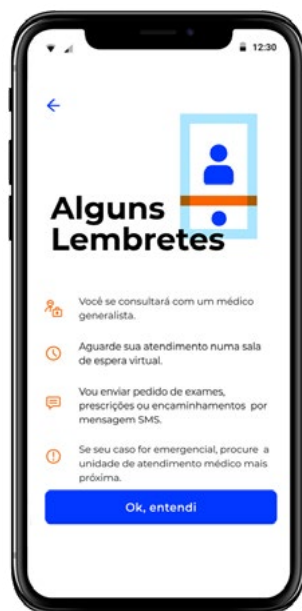 12:30
Alguns
Lembretes
Você se consultará com um médico
generalista.
Aguarde sua atendimento numa sala
de espera virtual.
Vou enviar pedido de exames,
prescrições ou encaminhamentos por
mensagem SMS.
Se seu caso for emergencial, procure a
unidade de atendimento médico mais
próxima.
Ok, entendi